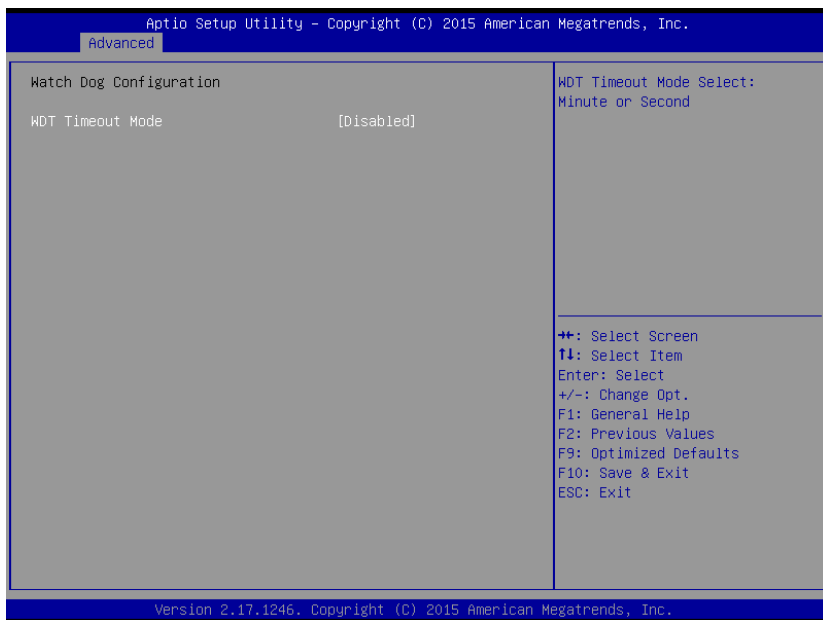 Aptio Setup Utility – Copyright (C) 2015 American Megatrends, Inc.
Advanced
Watch Dog Configuration
WDT Timeout Mode [Disabled]
WDT Timeout Mode Select:
Minute or Second
→←: Select Screen
↑↓: Select Item
Enter: Select
+/-: Change Opt.
F1: General Help
F2: Previous Values
F9: Optimized Defaults
F10: Save & Exit
ESC: Exit
Version 2.17.1246. Copyright (C) 2015 American Megatrends, Inc.